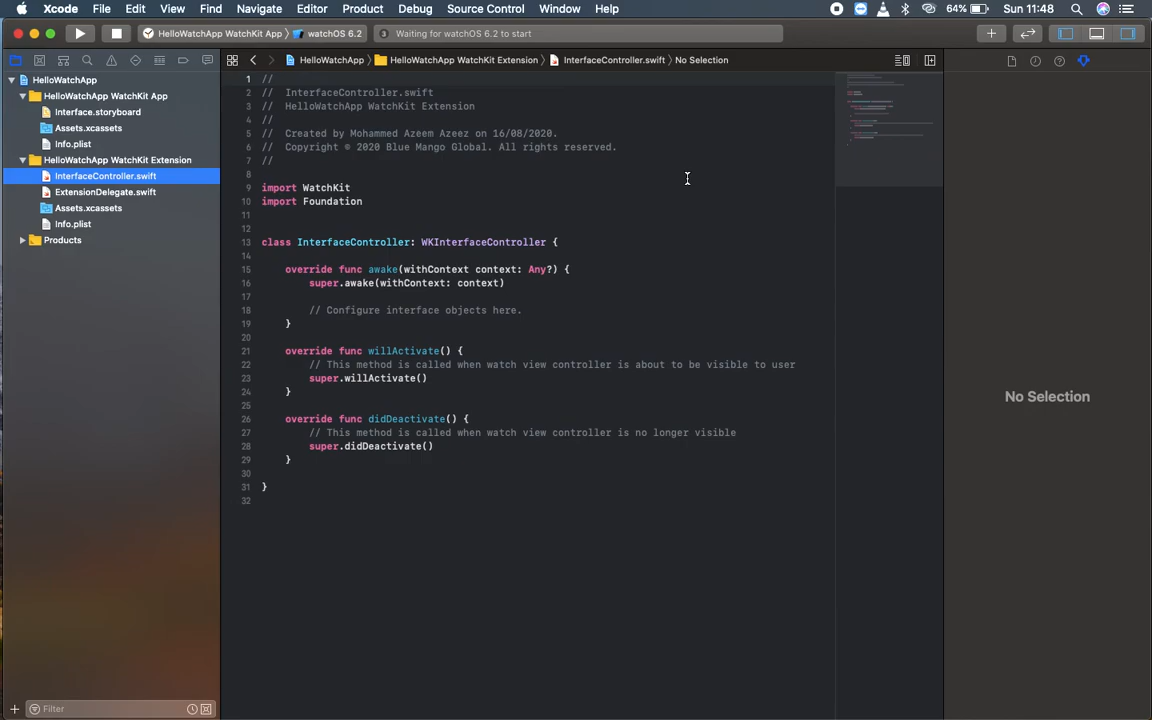 Xcode File Edit View Find Navigate Editor Product Debug Source Control Window Help 64% Sun 11:48
HelloWatchApp WatchKit App 〉 watchOS 6.2
3 Waiting for watchOS 6.2 to start
HelloWatchApp 〉 HelloWatchApp WatchKit Extension 〉 InterfaceController.swift 〉 No Selection
HelloWatchApp
HelloWatchApp WatchKit App
Interface.storyboard
Assets.xcassets
Info.plist
HelloWatchApp WatchKit Extension
InterfaceController.swift
ExtensionDelegate.swift
Assets.xcassets
Info.plist
Products
Filter
1 //
2 //  InterfaceController.swift
3 //  HelloWatchApp WatchKit Extension
4 //
5 //  Created by Mohammed Azeem Azeez on 16/08/2020.
6 //  Copyright © 2020 Blue Mango Global. All rights reserved.
7 //
8
9 import WatchKit
10 import Foundation
11
12
13 class InterfaceController: WKInterfaceController {
14
15     override func awake(withContext context: Any?) {
16         super.awake(withContext: context)
17
18         // Configure interface objects here.
19     }
20
21     override func willActivate() {
22         // This method is called when watch view controller is about to be visible to user
23         super.willActivate()
24     }
25
26     override func didDeactivate() {
27         // This method is called when watch view controller is no longer visible
28         super.didDeactivate()
29     }
30
31 }
32
No Selection